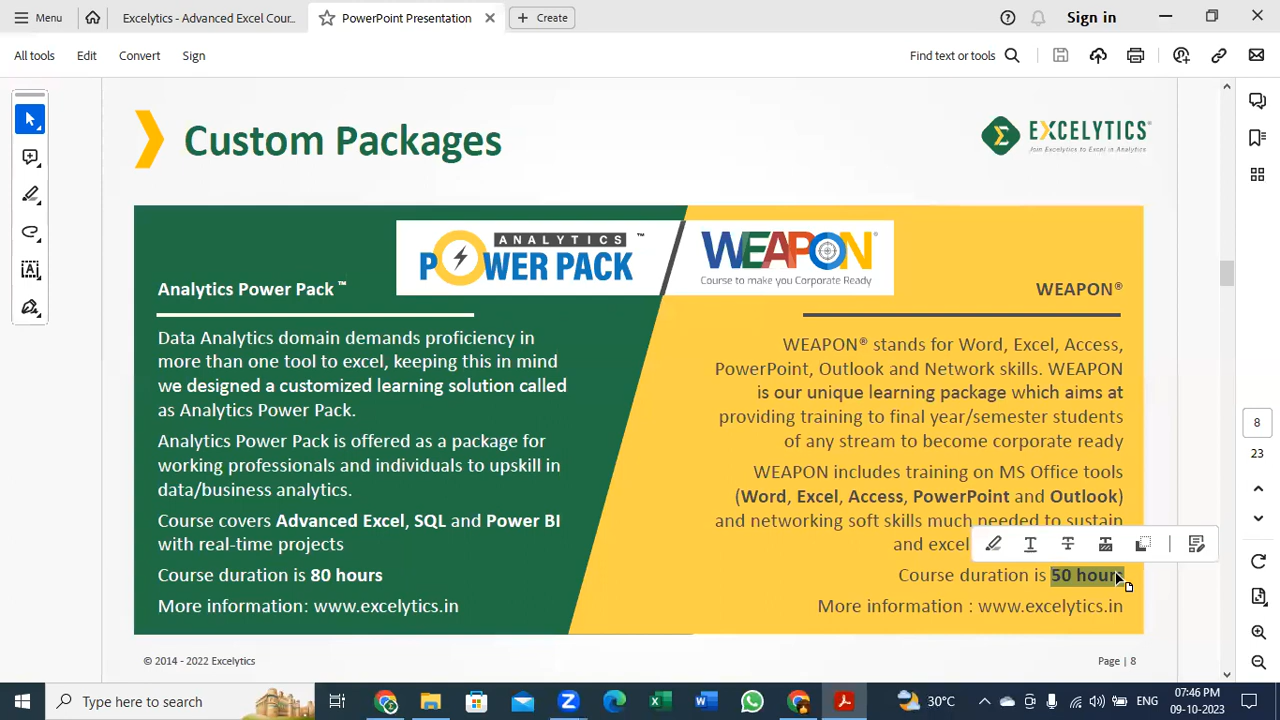 Menu
Excelytics - Advanced Excel Cour...
PowerPoint Presentation
Create
Sign in
All tools
Edit
Convert
Sign
Find text or tools
Custom Packages
EXCELYTICS
Join Excelytics to Excel in Analytics
ANALYTICS
POWER PACK
™
WEAPON®
Course to make you Corporate Ready
Analytics Power Pack ™
Data Analytics domain demands proficiency in
more than one tool to excel, keeping this in mind
we designed a customized learning solution called
as Analytics Power Pack.
Analytics Power Pack is offered as a package for
working professionals and individuals to upskill in
data/business analytics.
Course covers Advanced Excel, SQL and Power BI
with real-time projects
Course duration is 80 hours
More information: www.excelytics.in
WEAPON®
WEAPON® stands for Word, Excel, Access,
PowerPoint, Outlook and Network skills. WEAPON
is our unique learning package which aims at
providing training to final year/semester students
of any stream to become corporate ready
WEAPON includes training on MS Office tools
(Word, Excel, Access, PowerPoint and Outlook)
and networking soft skills much needed to sustain
and excel
Course duration is 50 hours
More information : www.excelytics.in
© 2014 - 2022 Excelytics
Page | 8
8
23
Type here to search
30°C
ENG
07:46 PM
09-10-2023